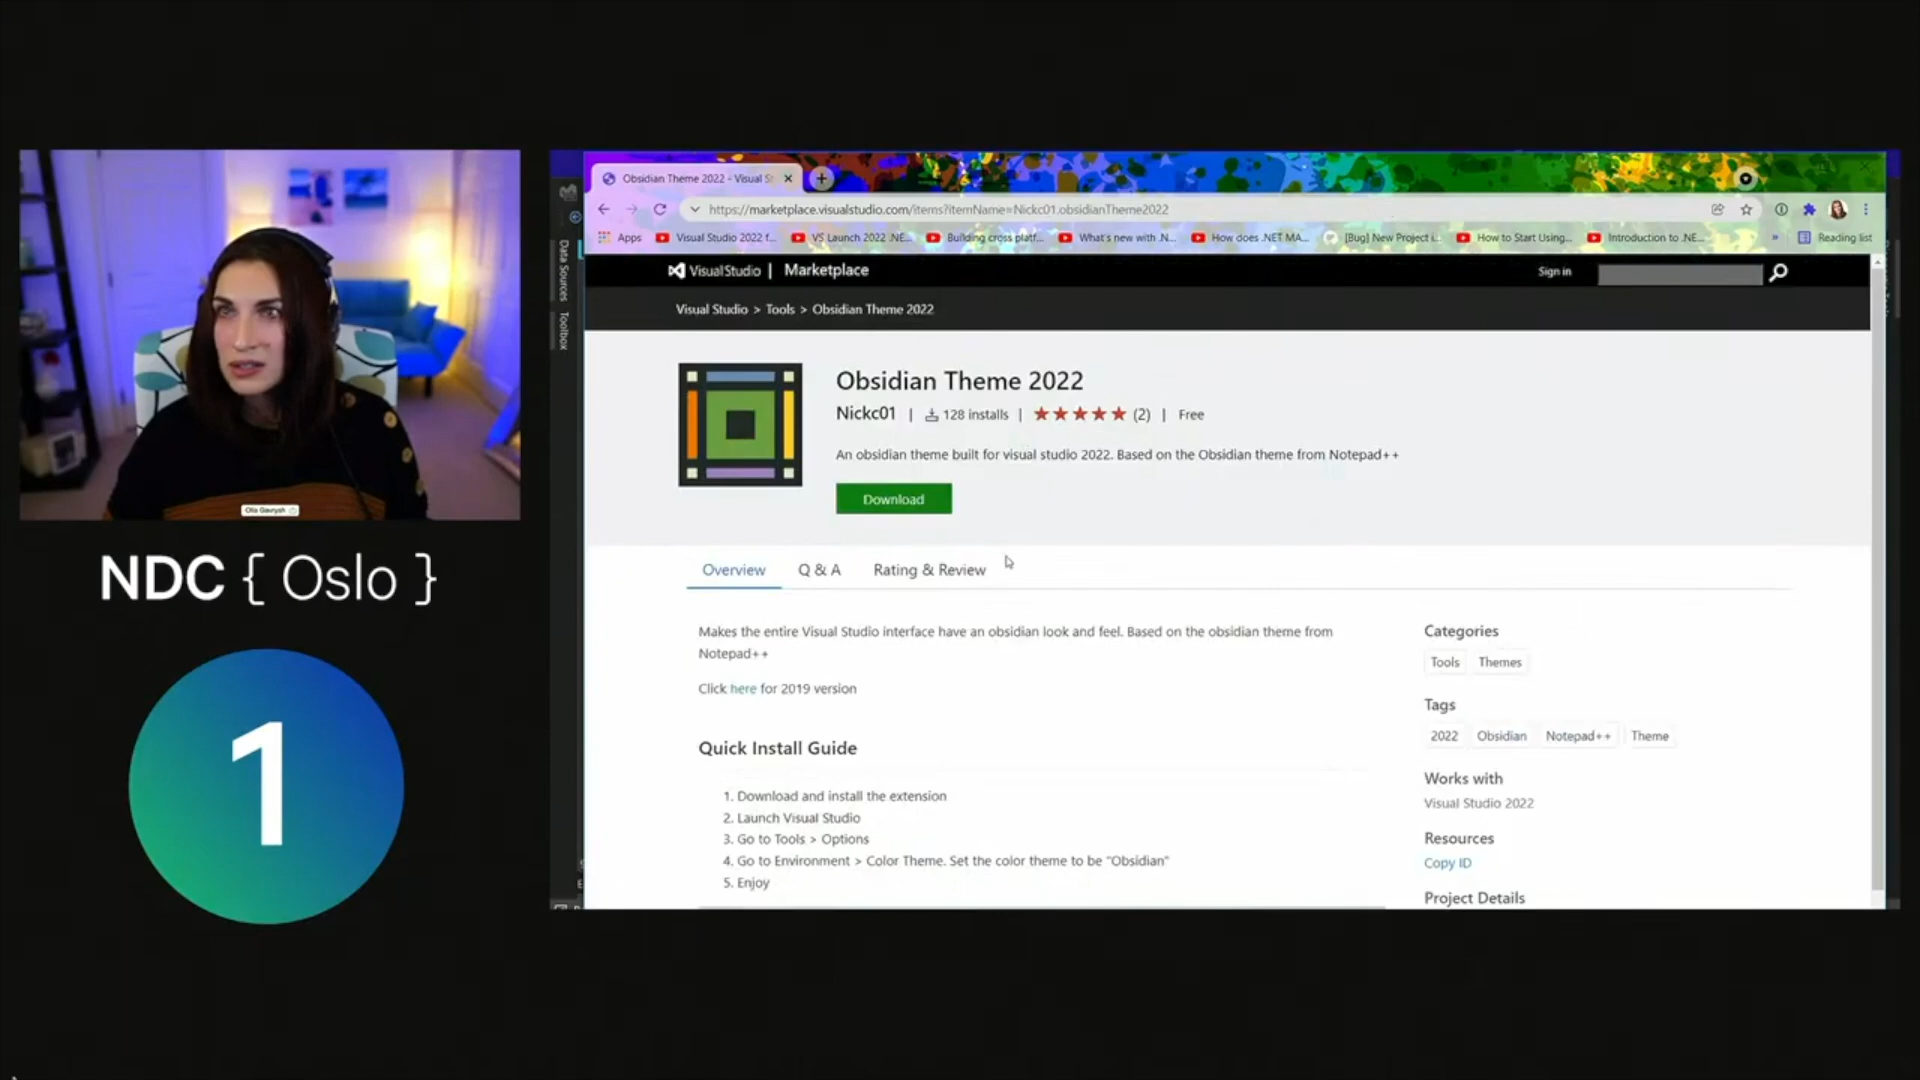 Olia Gavrysh
NDC { Oslo }
1
Data Sources
Toolbox
Obsidian Theme 2022 - Visual S
https://marketplace.visualstudio.com/items?itemName=Nickc01.obsidianTheme2022
Apps
Visual Studio 2022 f...
VS Launch 2022 .NE...
Building cross platf...
What's new with .N...
How does .NET MA...
[Bug] New Project i...
How to Start Using...
Introduction to .NE...
»
Reading list
Visual Studio | Marketplace
Sign in
Visual Studio > Tools > Obsidian Theme 2022
Obsidian Theme 2022
Nickc01 | 128 installs | ★★★★★ (2) | Free
An obsidian theme built for visual studio 2022. Based on the Obsidian theme from Notepad++
Download
Overview
Q & A
Rating & Review
Makes the entire Visual Studio interface have an obsidian look and feel. Based on the obsidian theme from
Notepad++
Click here for 2019 version
Quick Install Guide
1. Download and install the extension
2. Launch Visual Studio
3. Go to Tools > Options
4. Go to Environment > Color Theme. Set the color theme to be "Obsidian"
5. Enjoy
Categories
Tools
Themes
Tags
2022
Obsidian
Notepad++
Theme
Works with
Visual Studio 2022
Resources
Copy ID
Project Details